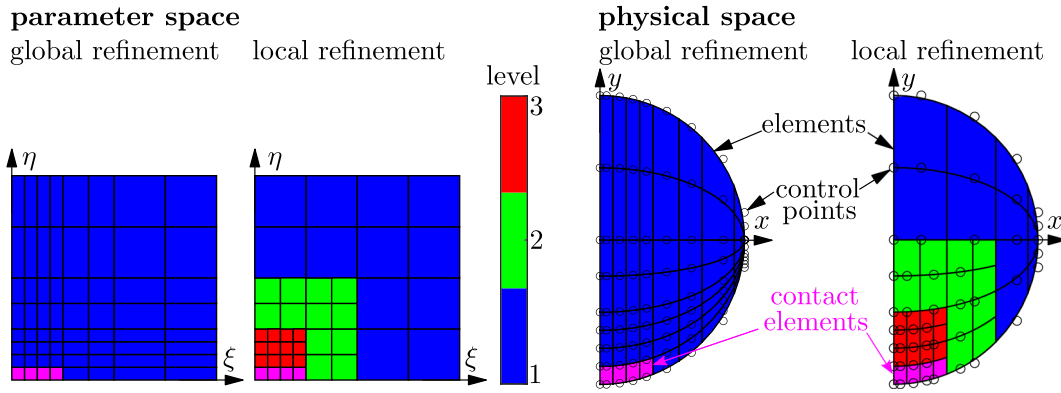 parameter space
global refinement
local refinement
level
3
2
1
η
ξ
η
ξ
physical space
global refinement
local refinement
y
x
y
x
elements
control
points
contact
elements